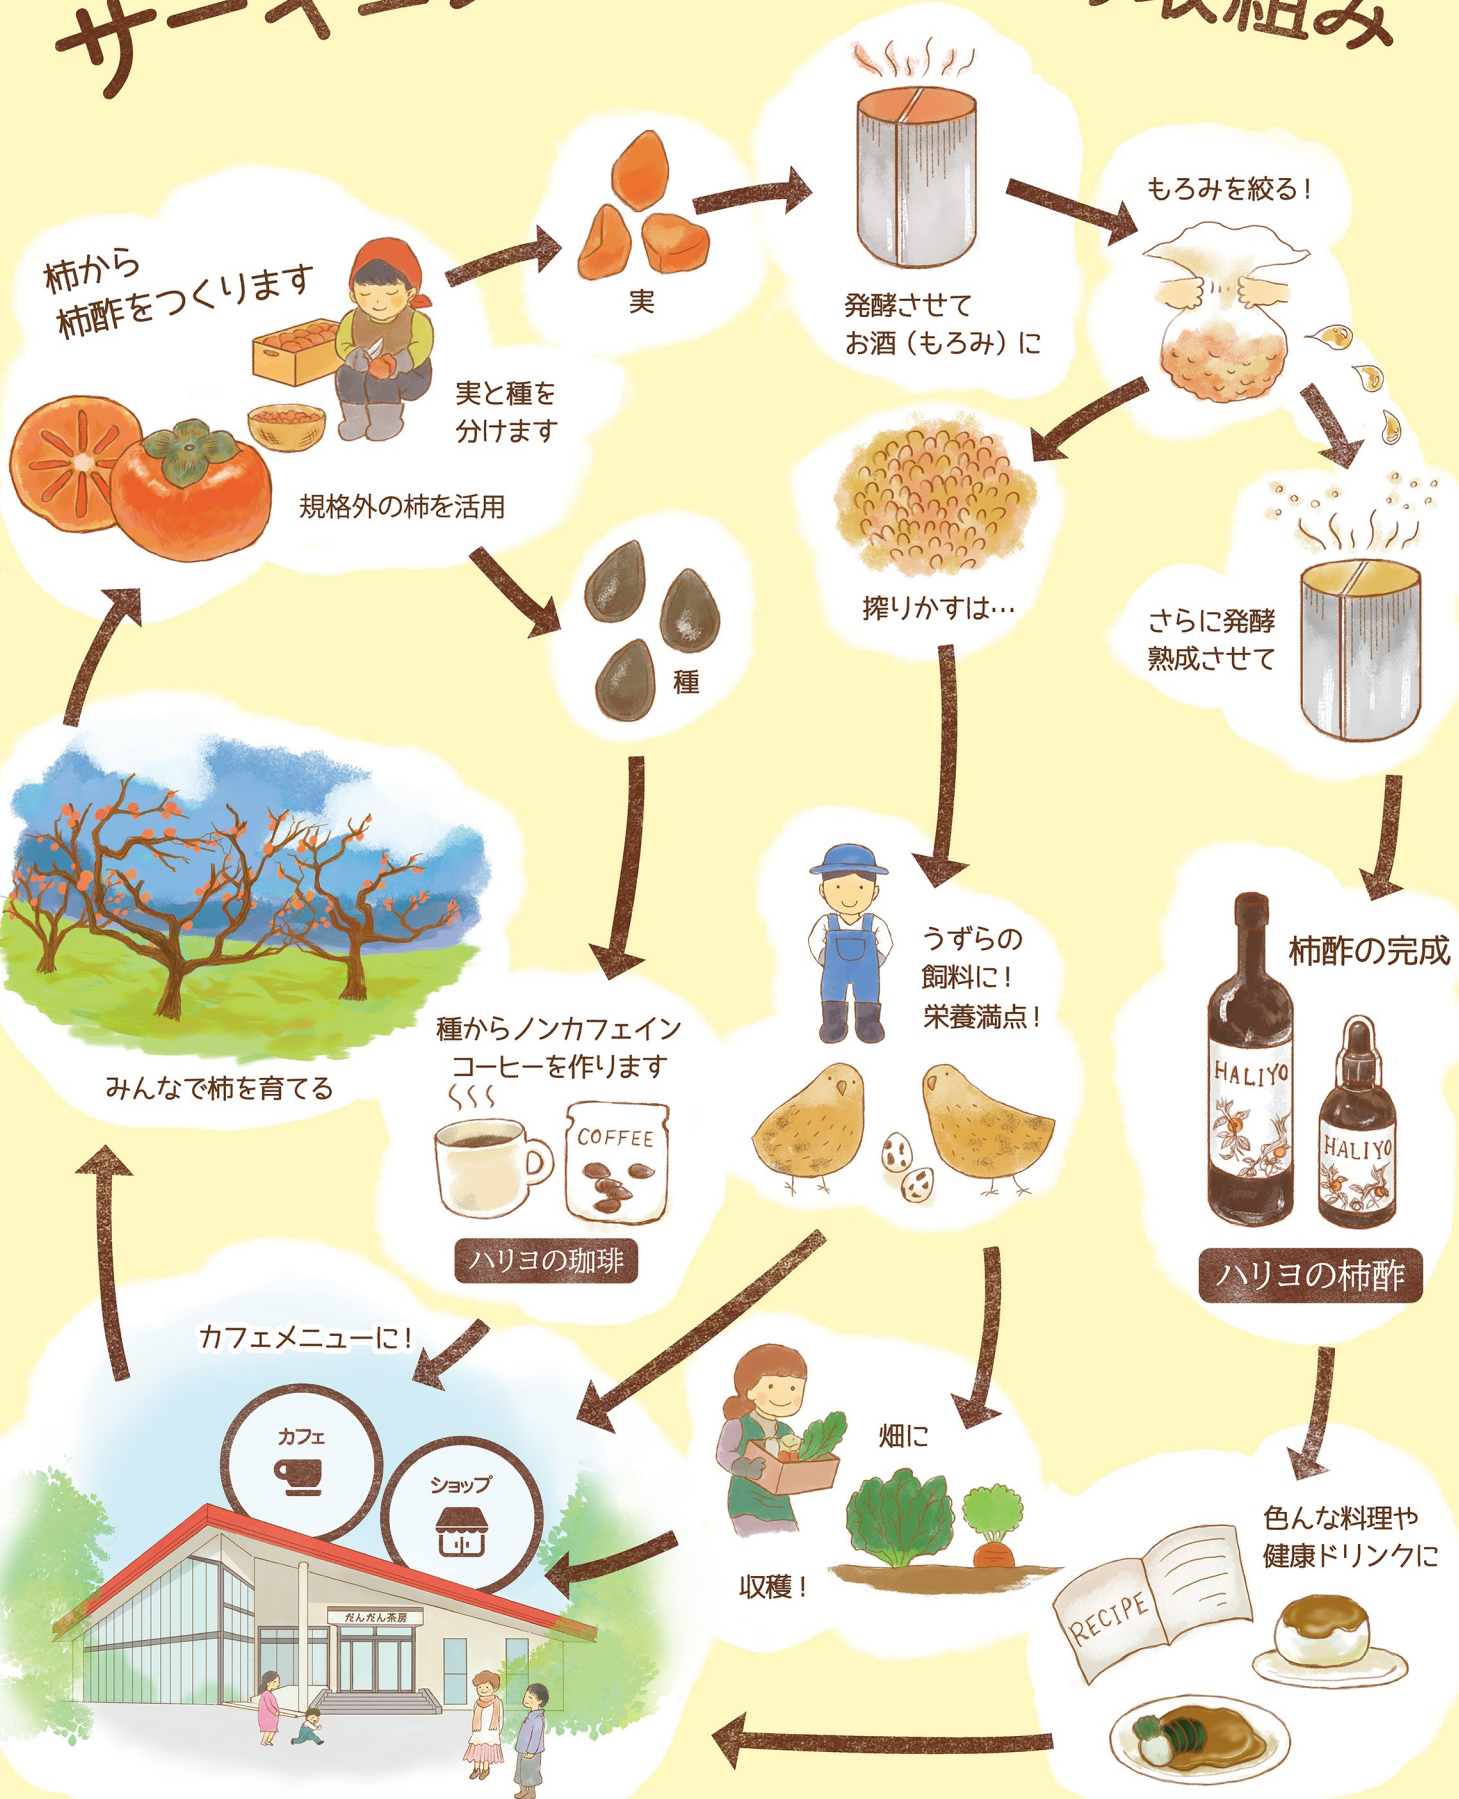 柿から
柿酢をつくります
実と種を
分けます
規格外の柿を活用
実
発酵させて
お酒（もろみ）に
もろみを絞る！
搾りかすは…
さらに発酵
熟成させて
種
みんなで柿を育てる
種からノンカフェイン
コーヒーを作ります
COFFEE
ハリヨの珈琲
うずらの
飼料に！
栄養満点！
柿酢の完成
HALIYO
HALIYO
ハリヨの柿酢
カフェメニューに！
カフェ
ショップ
だんだん茶房
畑に
収穫！
色んな料理や
健康ドリンクに
RECIPE